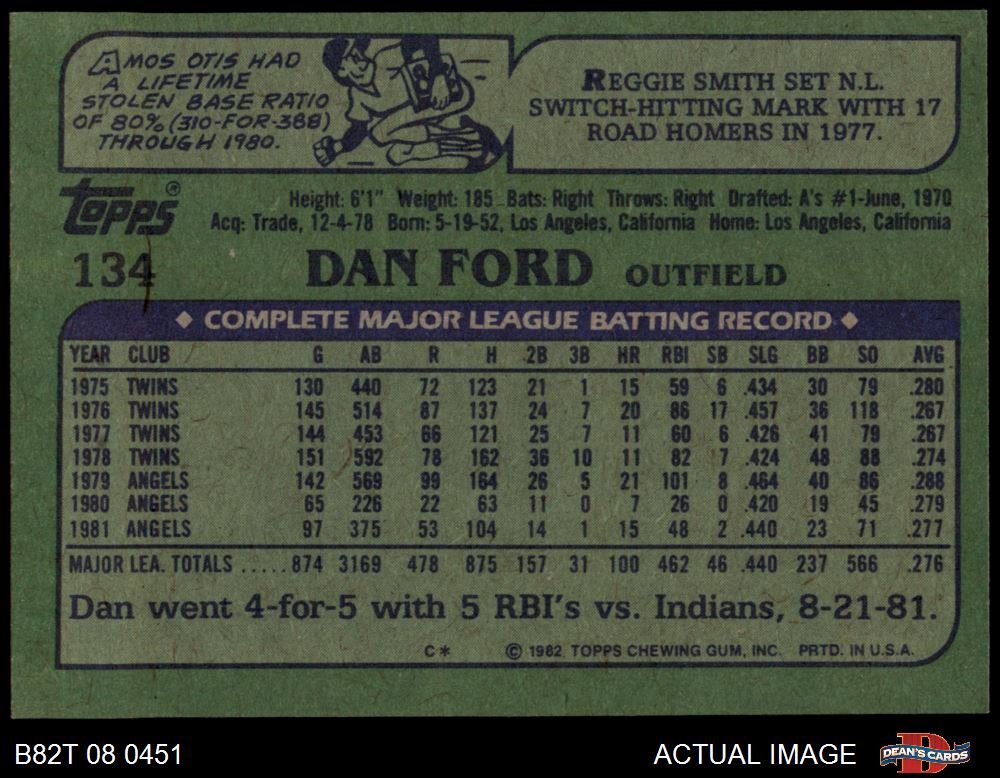 AMOS OTIS HAD
A LIFETIME
STOLEN BASE RATIO
OF 80% (310-FOR-388)
THROUGH 1980.
REGGIE SMITH SET N.L.
SWITCH-HITTING MARK WITH 17
ROAD HOMERS IN 1977.
Topps®
Height: 6'1" Weight: 185 Bats: Right Throws: Right Drafted: A's #1-June, 1970
Acq: Trade, 12-4-78 Born: 5-19-52, Los Angeles, California Home: Los Angeles, California
134 DAN FORD OUTFIELD
◆ COMPLETE MAJOR LEAGUE BATTING RECORD ◆
YEAR CLUB G AB R H 2B 3B HR RBI SB SLG BB SO AVG
1975 TWINS 130 440 72 123 21 1 15 59 6 .434 30 79 .280
1976 TWINS 145 514 87 137 24 7 20 86 17 .457 36 118 .267
1977 TWINS 144 453 66 121 25 7 11 60 6 .426 41 79 .267
1978 TWINS 151 592 78 162 36 10 11 82 7 .424 48 88 .274
1979 ANGELS 142 569 99 164 26 5 21 101 8 .464 40 86 .288
1980 ANGELS 65 226 22 63 11 0 7 26 0 .420 19 45 .279
1981 ANGELS 97 375 53 104 14 1 15 48 2 .440 23 71 .277
MAJOR LEA. TOTALS .....874 3169 478 875 157 31 100 462 46 .440 237 566 .276
Dan went 4-for-5 with 5 RBI's vs. Indians, 8-21-81.
C* © 1982 TOPPS CHEWING GUM, INC. PRTD. IN U.S.A.
B82T 08 0451 ACTUAL IMAGE D DEAN'S CARDS